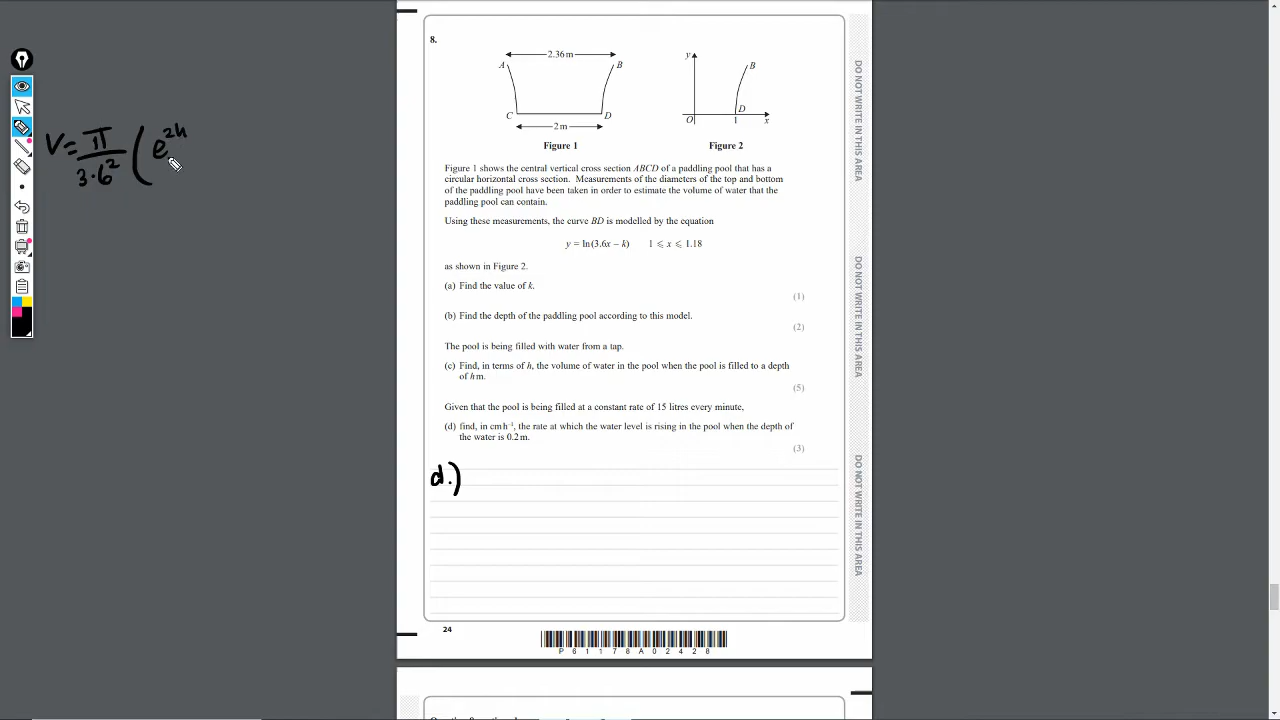 8.
2.36 m
A
B
C
D
2 m
Figure 1
y
B
D
O
1
x
Figure 2
Figure 1 shows the central vertical cross section ABCD of a paddling pool that has a
circular horizontal cross section. Measurements of the diameters of the top and bottom
of the paddling pool have been taken in order to estimate the volume of water that the
paddling pool can contain.
Using these measurements, the curve BD is modelled by the equation
y = ln(3.6x − k) 1 ⩽ x ⩽ 1.18
as shown in Figure 2.
(a) Find the value of k.
(1)
(b) Find the depth of the paddling pool according to this model.
(2)
The pool is being filled with water from a tap.
(c) Find, in terms of h, the volume of water in the pool when the pool is filled to a depth
of h m.
(5)
Given that the pool is being filled at a constant rate of 15 litres every minute,
(d) find, in cm h⁻¹, the rate at which the water level is rising in the pool when the depth of
the water is 0.2 m.
(3)
d.)
24
P61178A02428
V = π / 3·6² ( e^2h
DO NOT WRITE IN THIS AREA
DO NOT WRITE IN THIS AREA
DO NOT WRITE IN THIS AREA